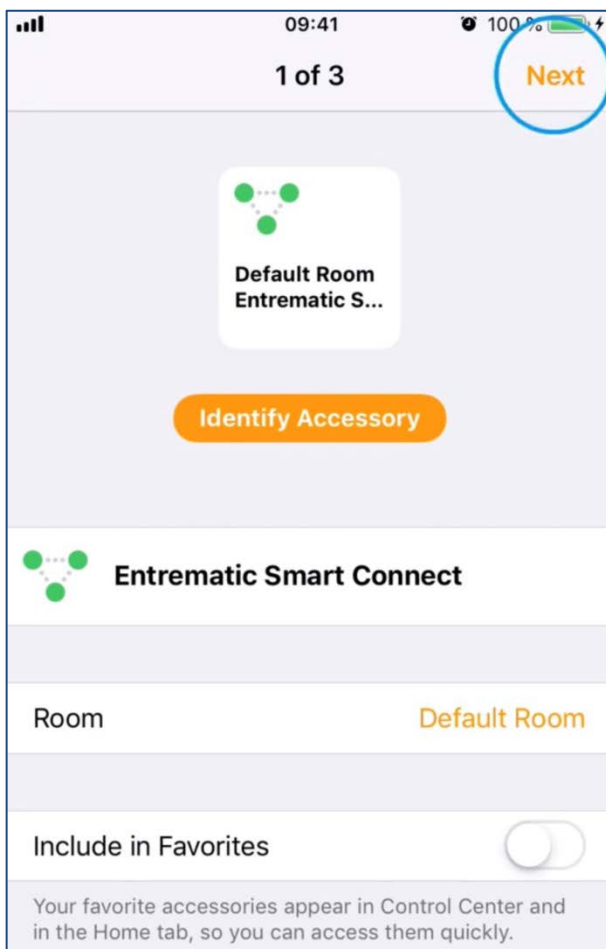 09:41
100 %
1 of 3
Next
Default Room
Entrematic S...
Identify Accessory
Entrematic Smart Connect
Room
Default Room
Include in Favorites
Your favorite accessories appear in Control Center and
in the Home tab, so you can access them quickly.